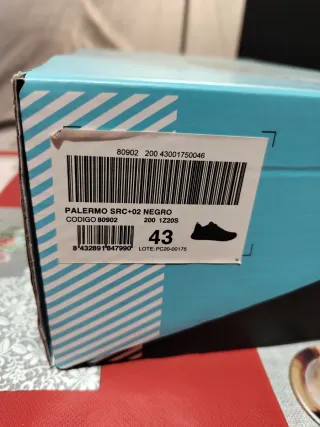 80902 200 43001750046
PALERMO SRC+02 NEGRO
CODIGO 80902 200 1Z20S
43
8 432891 847990
LOTE: PC20-00175